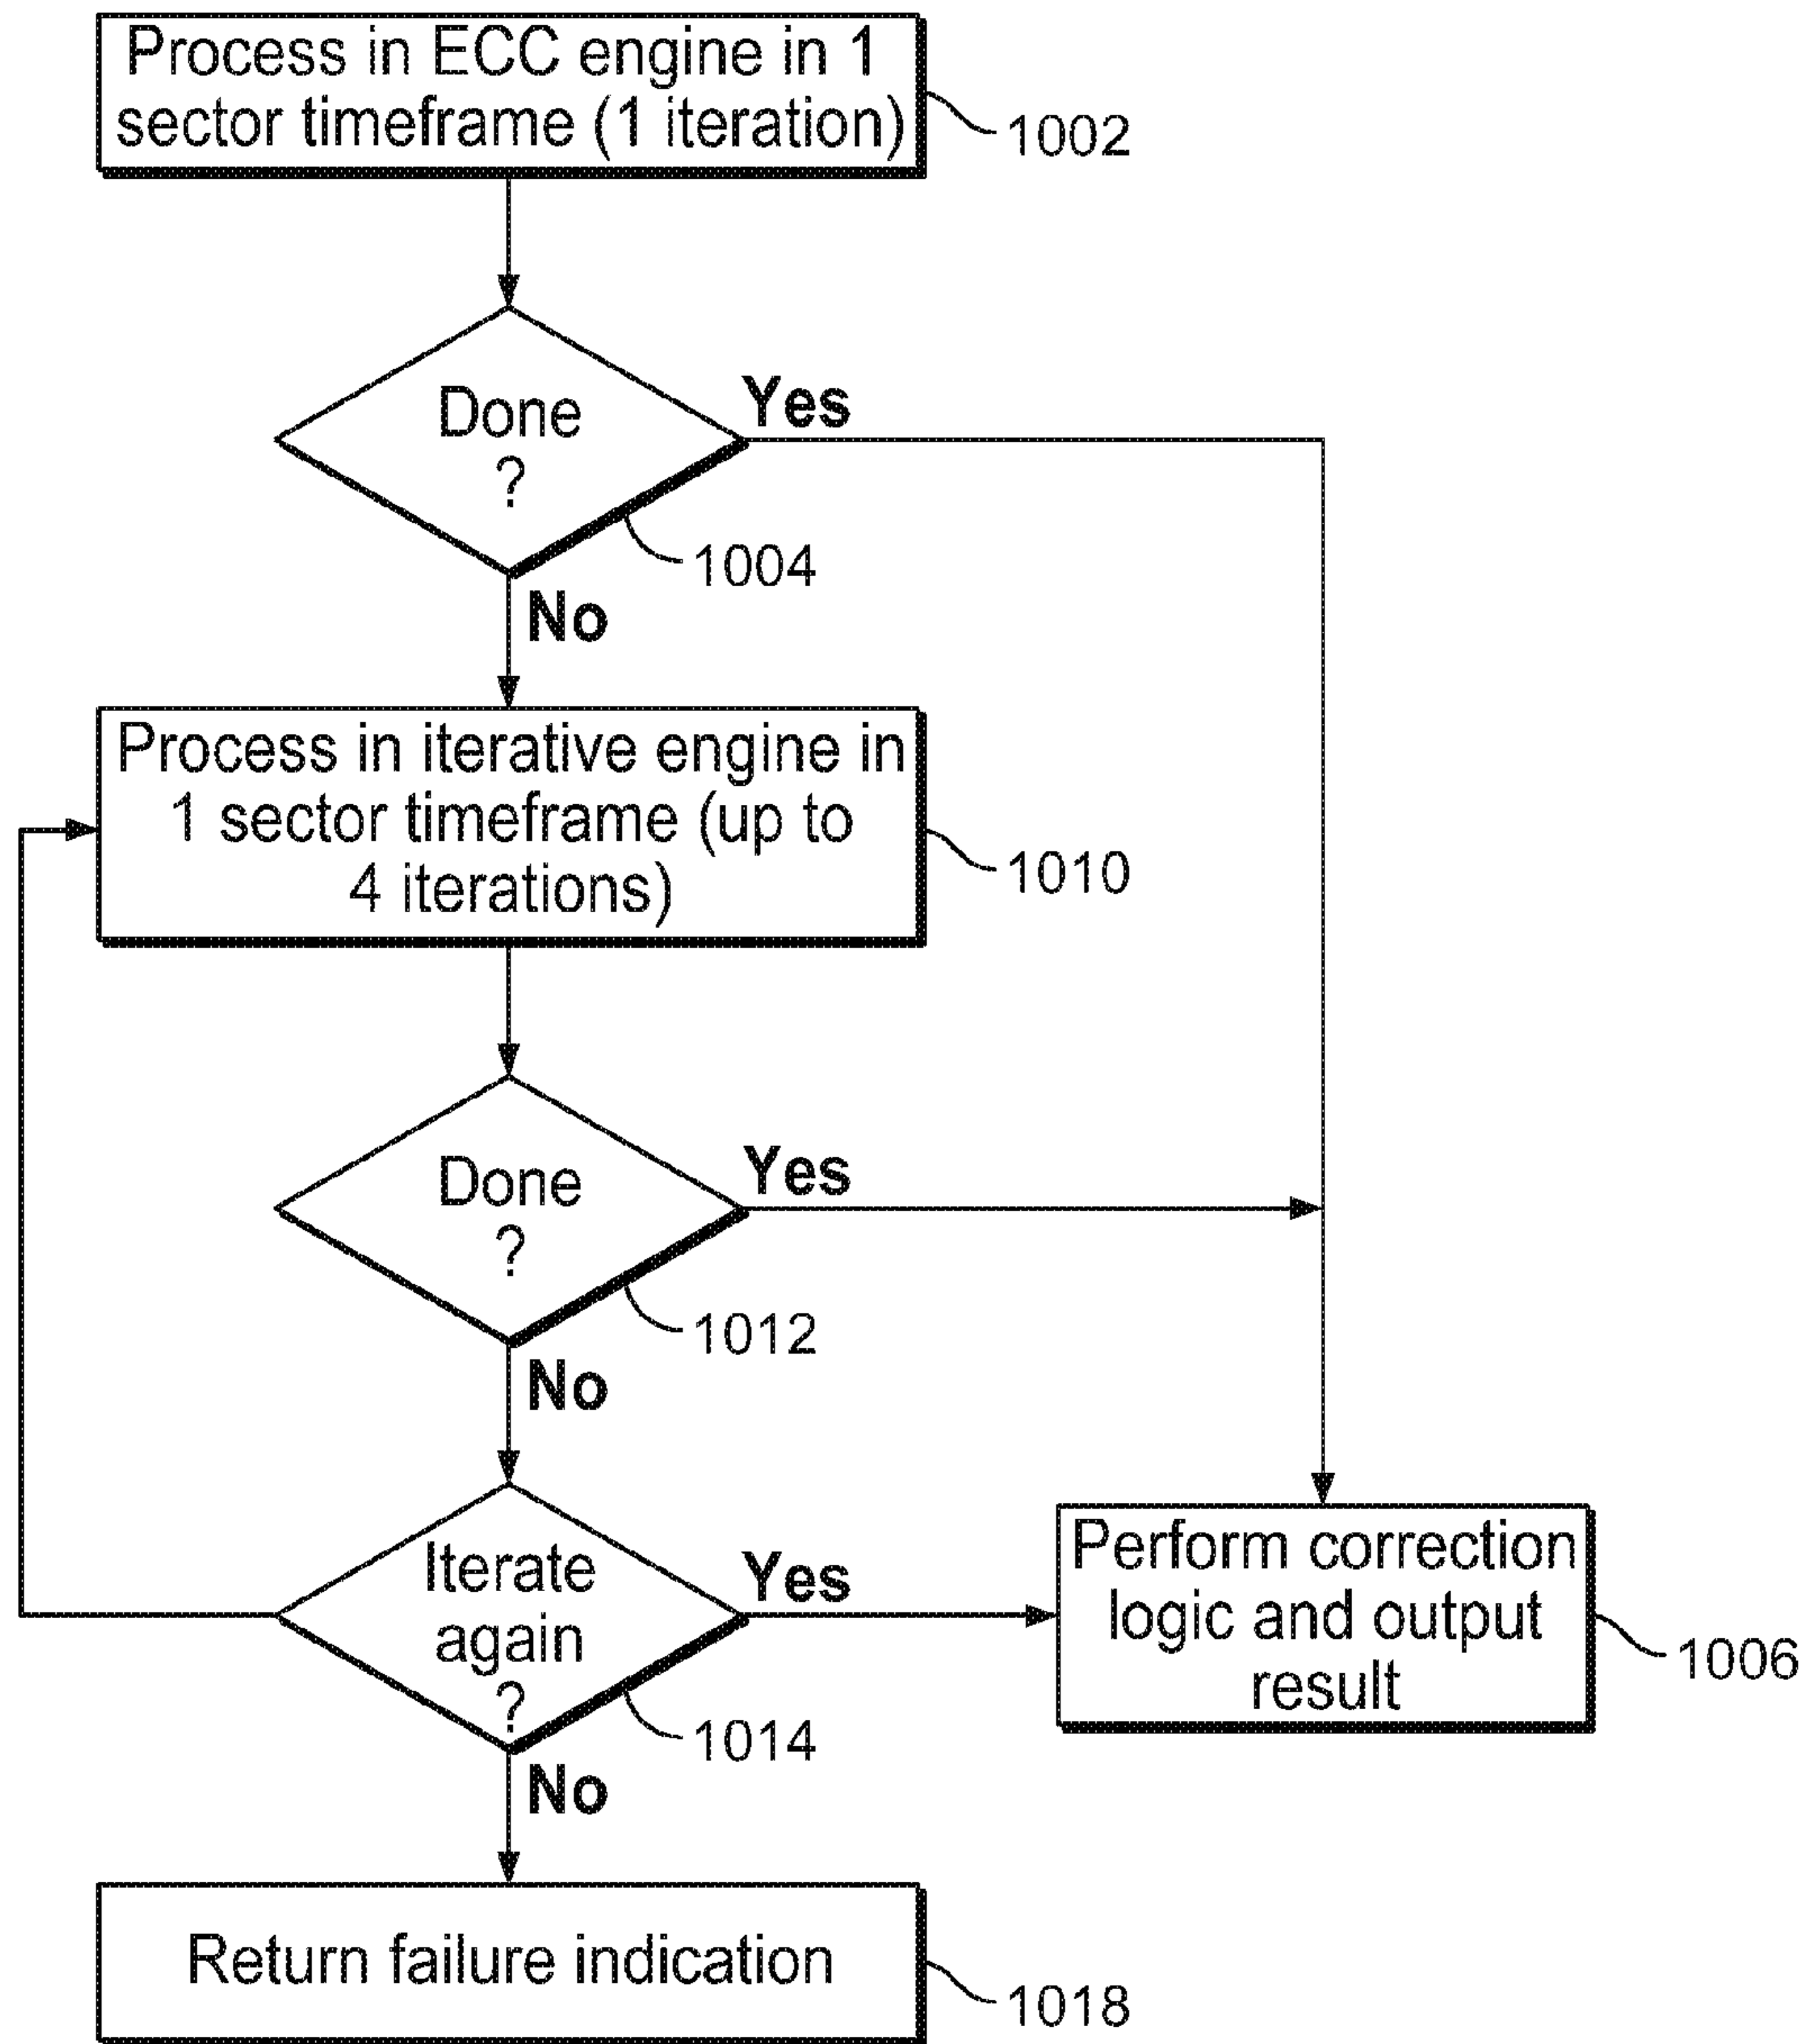 Process in ECC engine in 1
sector timeframe (1 iteration)
1002
Done
?
Yes
1004
No
Process in iterative engine in
1 sector timeframe (up to
4 iterations)
1010
Done
?
Yes
1012
No
Iterate
again
?
Yes
1014
No
Perform correction
logic and output
result
1006
Return failure indication
1018